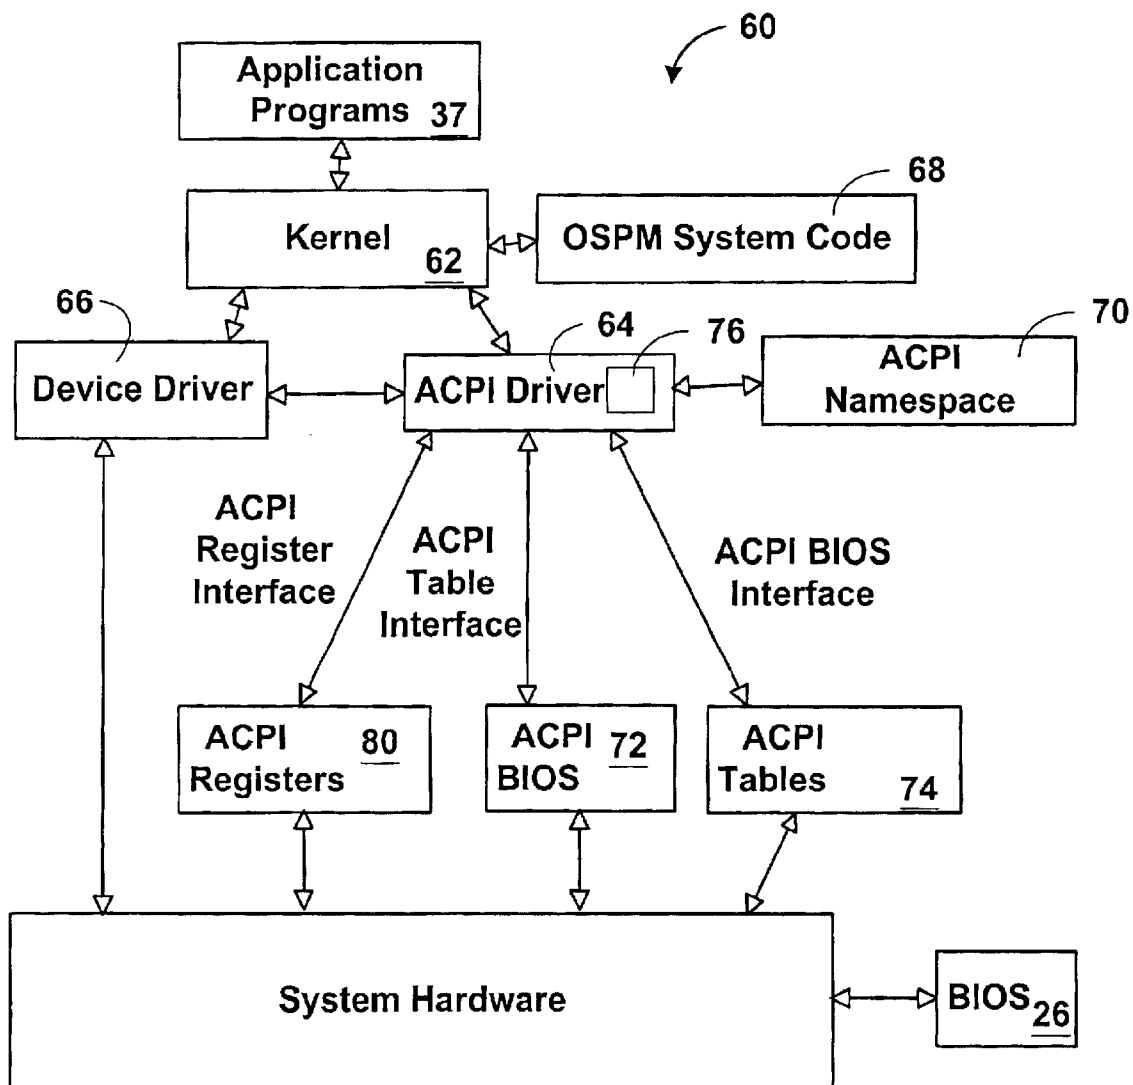 60
Application
Programs 37
68
Kernel
62
OSPM System Code
66
64
76
70
Device Driver
ACPI Driver
ACPI
Namespace
ACPI
Register
Interface
ACPI
Table
Interface
ACPI BIOS
Interface
ACPI
Registers
80
ACPI
BIOS
72
ACPI
Tables
74
System Hardware
BIOS 26